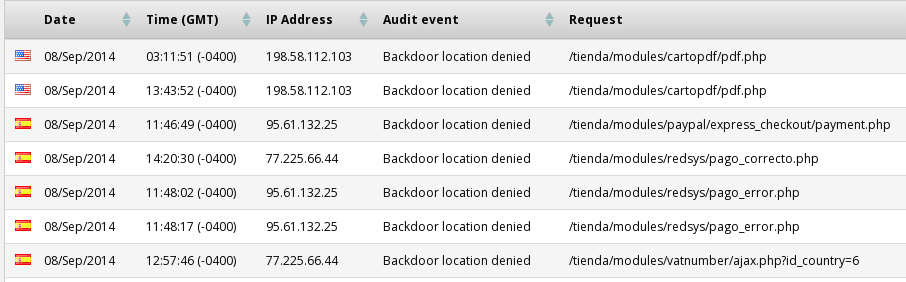 Date Time (GMT) IP Address Audit event Request
08/Sep/2014 03:11:51 (-0400) 198.58.112.103 Backdoor location denied /tienda/modules/cartopdf/pdf.php
08/Sep/2014 13:43:52 (-0400) 198.58.112.103 Backdoor location denied /tienda/modules/cartopdf/pdf.php
08/Sep/2014 11:46:49 (-0400) 95.61.132.25 Backdoor location denied /tienda/modules/paypal/express_checkout/payment.php
08/Sep/2014 14:20:30 (-0400) 77.225.66.44 Backdoor location denied /tienda/modules/redsys/pago_correcto.php
08/Sep/2014 11:48:02 (-0400) 95.61.132.25 Backdoor location denied /tienda/modules/redsys/pago_error.php
08/Sep/2014 11:48:17 (-0400) 95.61.132.25 Backdoor location denied /tienda/modules/redsys/pago_error.php
08/Sep/2014 12:57:46 (-0400) 77.225.66.44 Backdoor location denied /tienda/modules/vatnumber/ajax.php?id_country=6